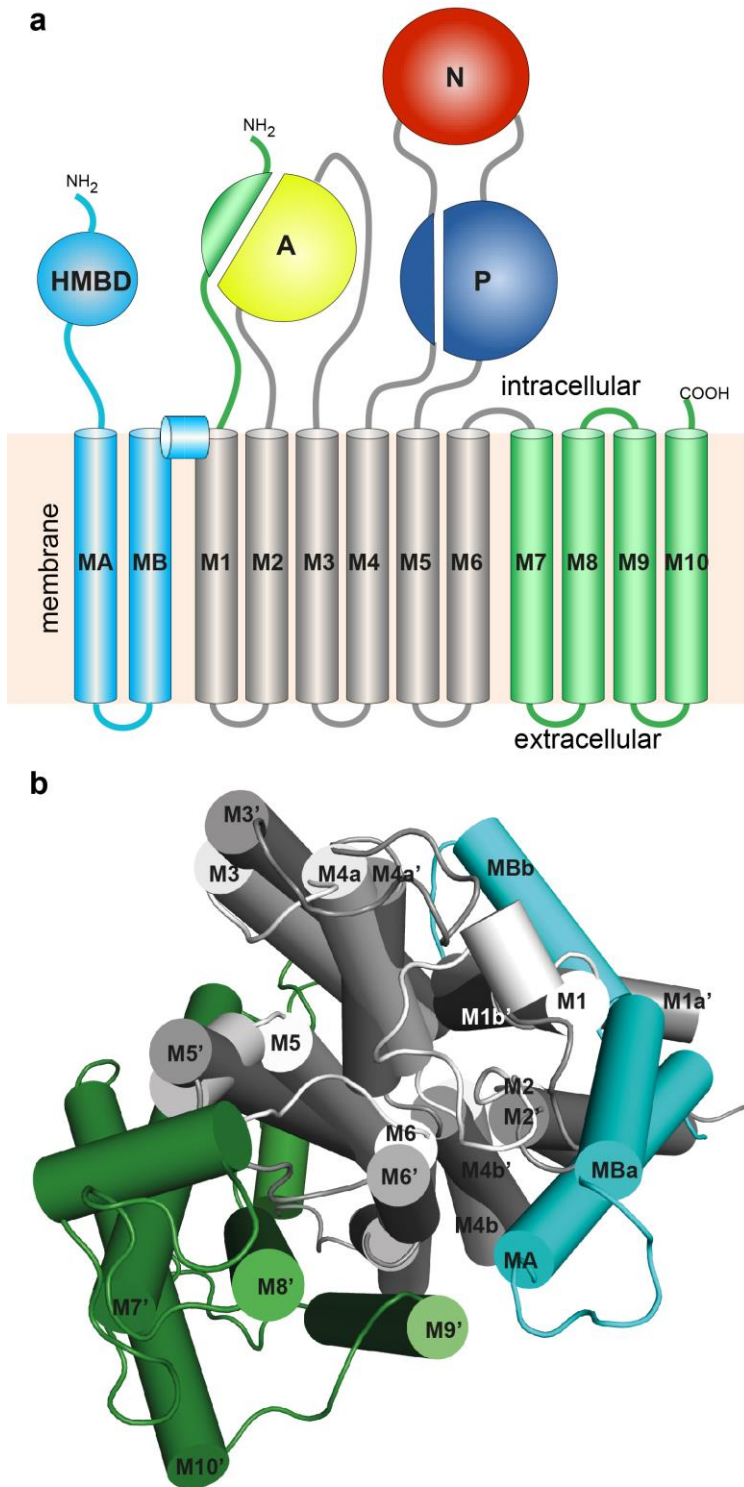 a
N
NH2
NH2
A
HMBD
P
intracellular
COOH
membrane
MA MB M1 M2 M3 M4 M5 M6 M7 M8 M9 M10
extracellular
b
M3’
M3 M4a M4a’ MBb
M1b’ M1 M1a’
M5’ M5
M2
M2’
M6
M6’ M4b’ MBa
M4b
MA
M7’ M8’
M9’
M10’